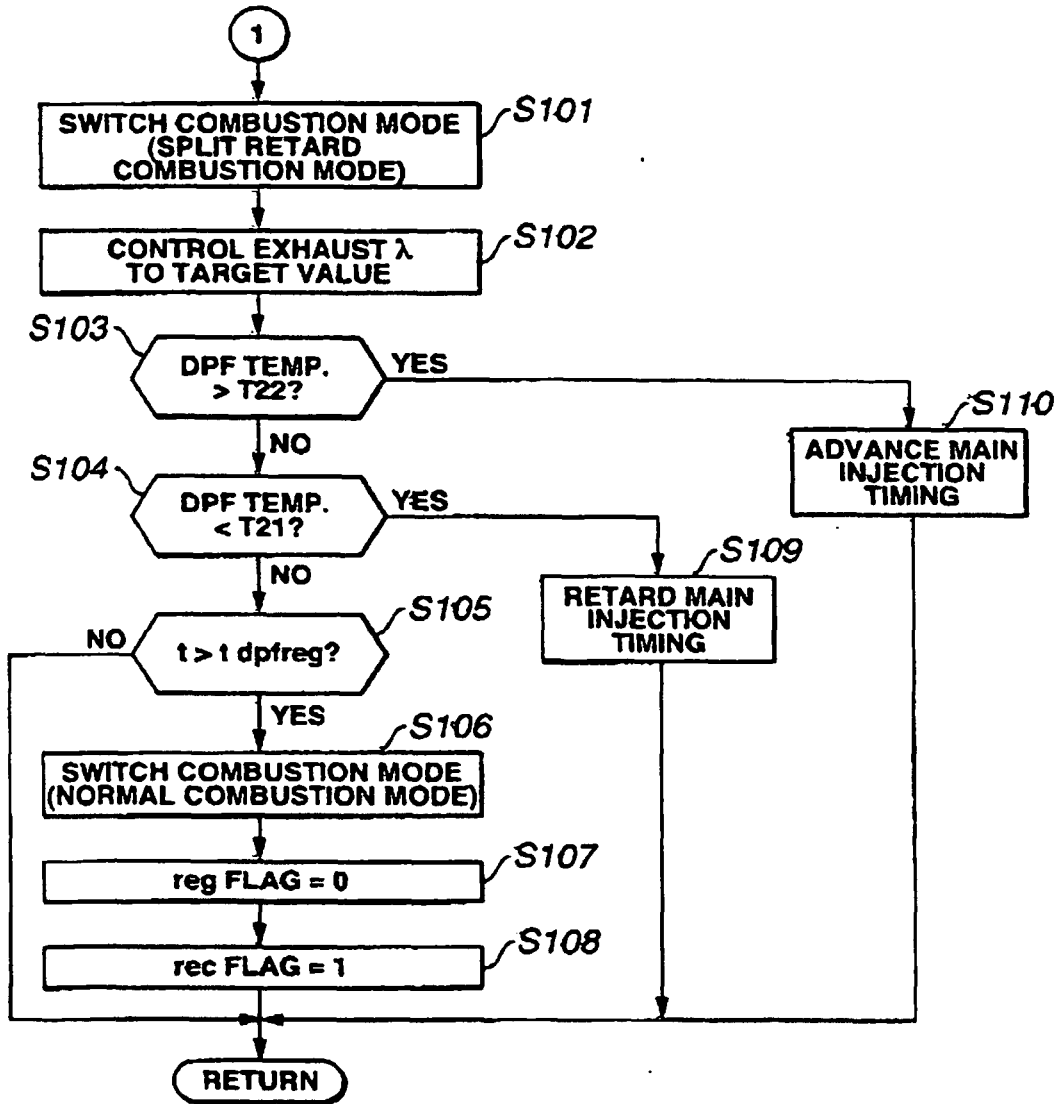 1
SWITCH COMBUSTION MODE
(SPLIT RETARD
COMBUSTION MODE)
S101
CONTROL EXHAUST λ
TO TARGET VALUE
S102
S103
DPF TEMP.
> T22?
YES
NO
S110
ADVANCE MAIN
INJECTION
TIMING
S104
DPF TEMP.
< T21?
YES
NO
S109
RETARD MAIN
INJECTION
TIMING
S105
NO
t > t dpfreg?
YES
S106
SWITCH COMBUSTION MODE
(NORMAL COMBUSTION MODE)
S107
reg FLAG = 0
S108
rec FLAG = 1
RETURN